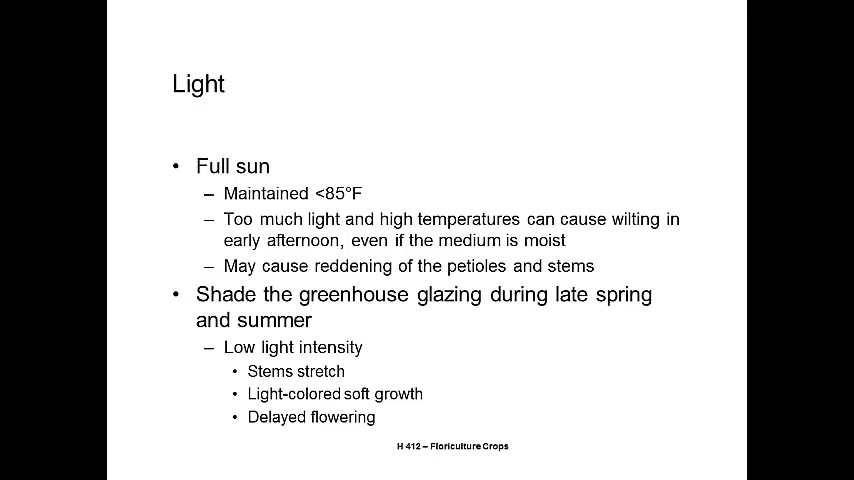 Light
• Full sun
– Maintained <85°F
– Too much light and high temperatures can cause wilting in
early afternoon, even if the medium is moist
– May cause reddening of the petioles and stems
• Shade the greenhouse glazing during late spring
and summer
– Low light intensity
• Stems stretch
• Light-colored soft growth
• Delayed flowering
H 412 – Floriculture Crops